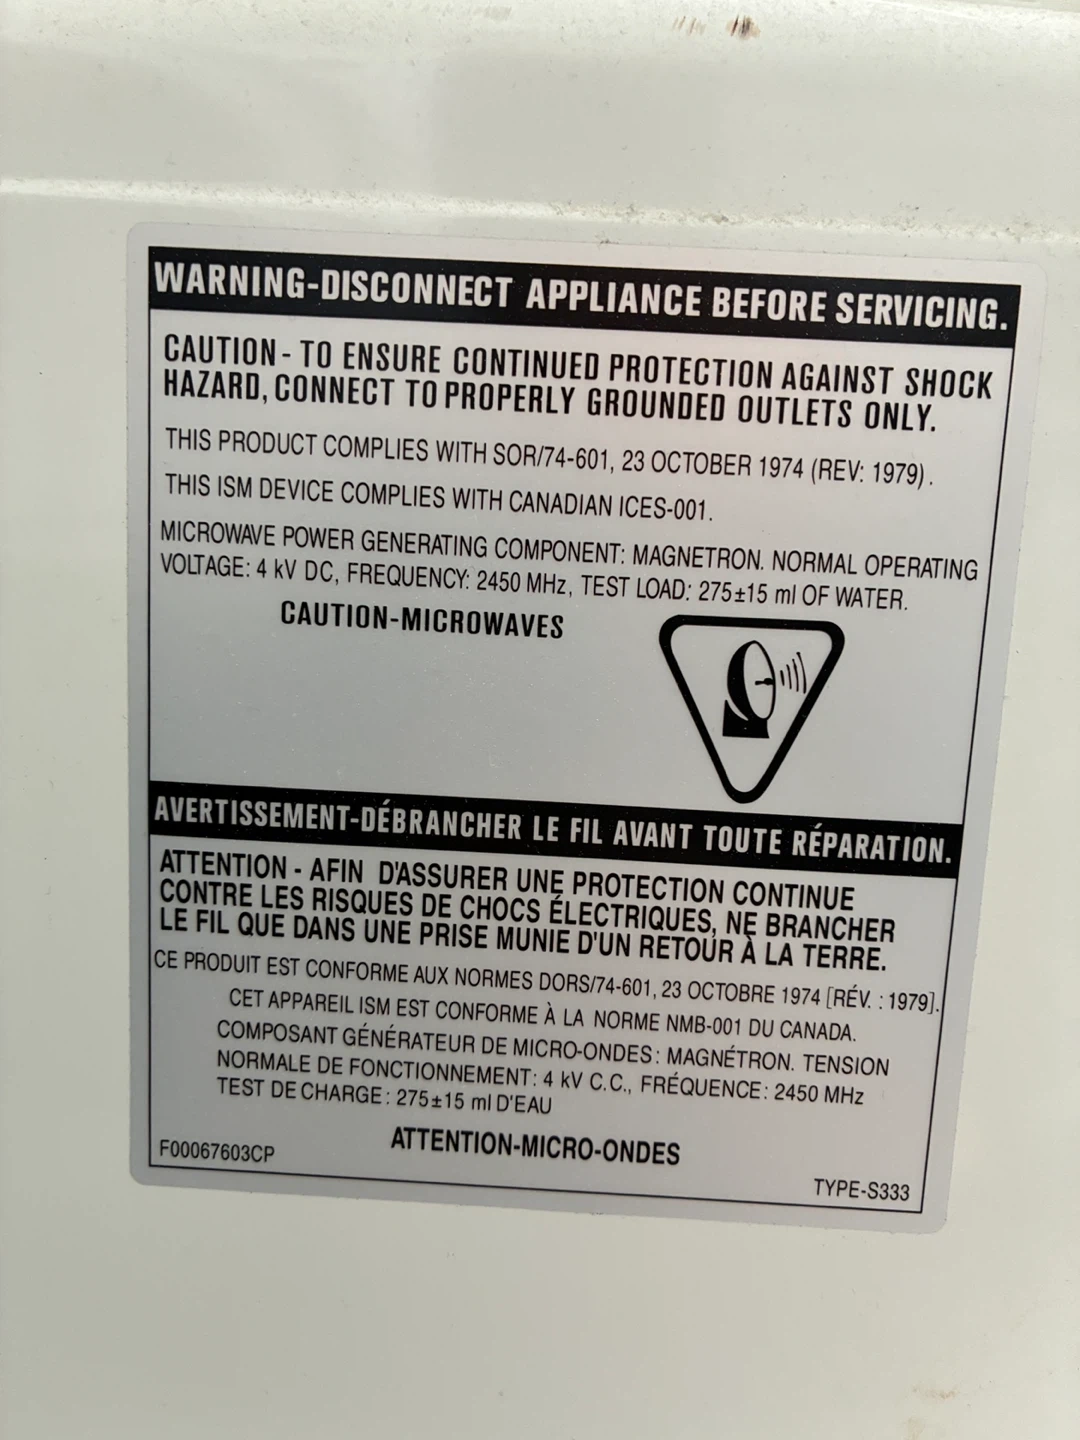 WARNING-DISCONNECT APPLIANCE BEFORE SERVICING.
CAUTION - TO ENSURE CONTINUED PROTECTION AGAINST SHOCK
HAZARD, CONNECT TO PROPERLY GROUNDED OUTLETS ONLY.
THIS PRODUCT COMPLIES WITH SOR/74-601, 23 OCTOBER 1974 (REV: 1979).
THIS ISM DEVICE COMPLIES WITH CANADIAN ICES-001.
MICROWAVE POWER GENERATING COMPONENT: MAGNETRON. NORMAL OPERATING
VOLTAGE: 4 kV DC, FREQUENCY: 2450 MHz, TEST LOAD: 275±15 ml OF WATER.
CAUTION-MICROWAVES
AVERTISSEMENT-DÉBRANCHER LE FIL AVANT TOUTE RÉPARATION.
ATTENTION - AFIN D'ASSURER UNE PROTECTION CONTINUE
CONTRE LES RISQUES DE CHOCS ÉLECTRIQUES, NE BRANCHER
LE FIL QUE DANS UNE PRISE MUNIE D'UN RETOUR À LA TERRE.
CE PRODUIT EST CONFORME AUX NORMES DORS/74-601, 23 OCTOBRE 1974 [RÉV. : 1979].
CET APPAREIL ISM EST CONFORME À LA NORME NMB-001 DU CANADA.
COMPOSANT GÉNÉRATEUR DE MICRO-ONDES : MAGNÉTRON. TENSION
NORMALE DE FONCTIONNEMENT : 4 kV C.C., FRÉQUENCE : 2450 MHz
TEST DE CHARGE : 275±15 ml D'EAU
ATTENTION-MICRO-ONDES
F00067603CP
TYPE-S333